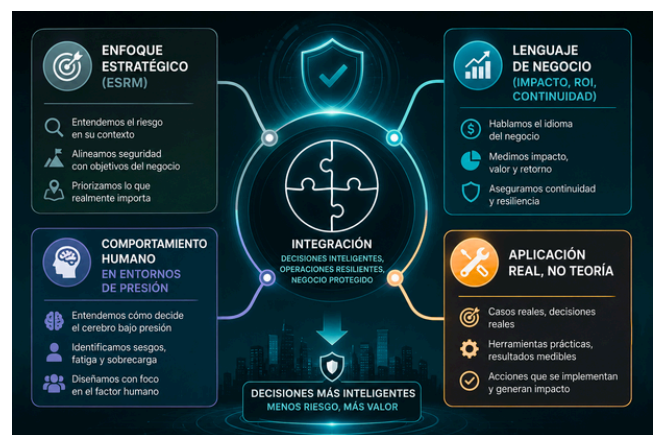 ENFOQUE
ESTRATÉGICO
(ESRM)
Entendemos el riesgo
en su contexto
Alineamos seguridad
con objetivos del negocio
Priorizamos lo que
realmente importa
LENGUAJE
DE NEGOCIO
(IMPACTO, ROI,
CONTINUIDAD)
Hablamos el idioma
del negocio
Medimos impacto,
valor y retorno
Aseguramos continuidad
y resiliencia
INTEGRACIÓN
DECISIONES INTELIGENTES,
OPERACIONES RESILIENTES,
NEGOCIO PROTEGIDO
COMPORTAMIENTO
HUMANO
EN ENTORNOS
DE PRESIÓN
Entendemos cómo decide
el cerebro bajo presión
Identificamos sesgos,
fatiga y sobrecarga
Diseñamos con foco
en el factor humano
APLICACIÓN
REAL, NO TEORÍA
Casos reales, decisiones
reales
Herramientas prácticas,
resultados medibles
Acciones que se implementan
y generan impacto
DECISIONES MÁS INTELIGENTES
MENOS RIESGO, MÁS VALOR